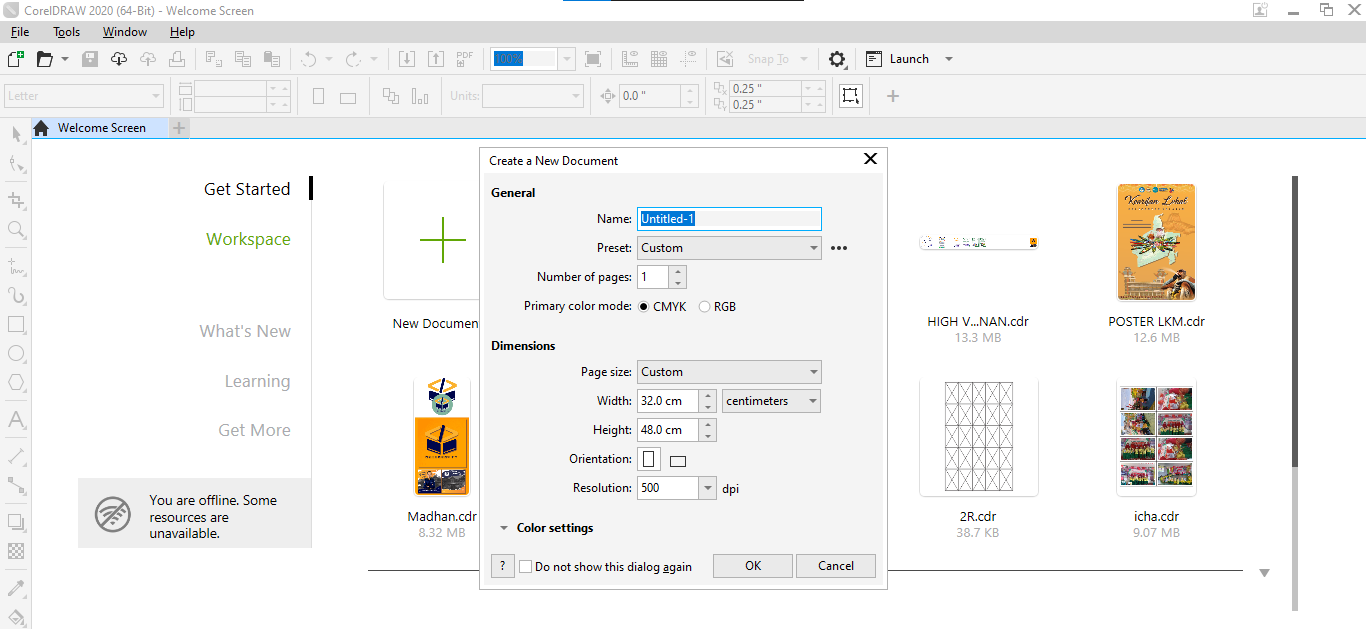 CorelDRAW 2020 (64-Bit) - Welcome Screen
File Tools Window Help
PDF 100% Snap To Launch
Letter Units: 0.0 " 0.25 "
0.25 "
Welcome Screen
Create a New Document
General
Get Started
Workspace
What's New
Learning
Get More
You are offline. Some
resources are
unavailable.
New Documen
Madhan.cdr
8.32 MB
Name: Untitled-1
Preset: Custom
Number of pages: 1
Primary color mode: CMYK RGB
Dimensions
Page size: Custom
Width: 32.0 cm centimeters
Height: 48.0 cm
Orientation:
Resolution: 500 dpi
Color settings
? Do not show this dialog again OK Cancel
HIGH V...NAN.cdr
13.3 MB
POSTER LKM.cdr
12.6 MB
2R.cdr
38.7 KB
icha.cdr
9.07 MB